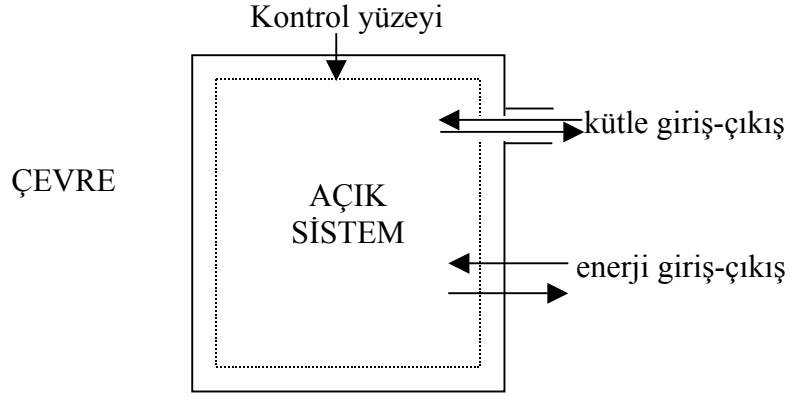 Kontrol yüzeyi
kütle giriş-çıkış
ÇEVRE
AÇIK
SİSTEM
enerji giriş-çıkış